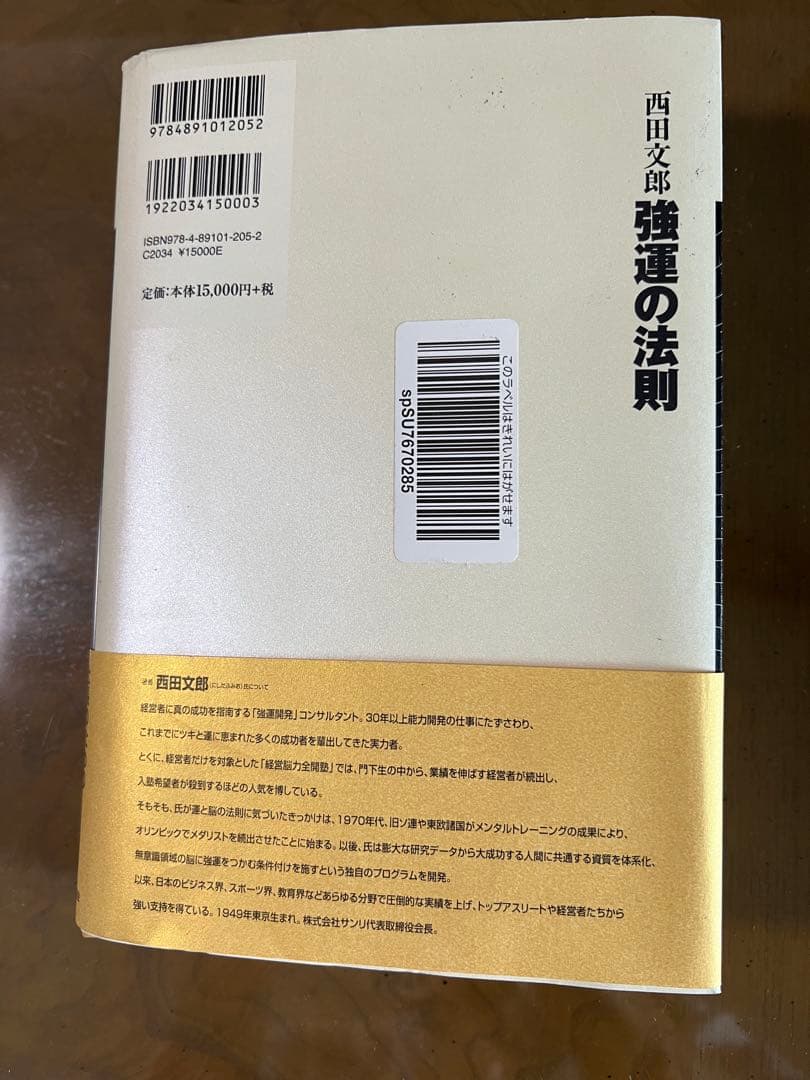 9784891012052
1922034150003
ISBN978-4-89101-205-2
C2034 ¥15000E
定価:本体15,000円+税
西田文郎 強運の法則
このラベルはきれいにはがせます
spSU7670285
西田文郎(にしだふみお)氏について
経営者に真の成功を指南する「強運開発」コンサルタント。30年以上能力開発の仕事にたずさわり、
これまでにツキと運に恵まれた多くの成功者を輩出してきた実力者。
とくに、経営者だけを対象とした「経営脳力全開塾」では、門下生の中から、業績を伸ばす経営者が続出し、
入塾希望者が殺到するほどの人気を博している。
そもそも、氏が運と脳の法則に気づいたきっかけは、1970年代、旧ソ連や東欧諸国がメンタルトレーニングの成果により、
オリンピックでメダリストを続出させたことに始まる。以後、氏は膨大な研究データから大成功する人間に共通する資質を体系化、
無意識領域の脳に強運をつかむ条件付けを施すという独自のプログラムを開発。
以来、日本のビジネス界、スポーツ界、教育界などあらゆる分野で圧倒的な実績を上げ、トップアスリートや経営者たちから
強い支持を得ている。1949年東京生まれ。株式会社サンリ代表取締役会長。